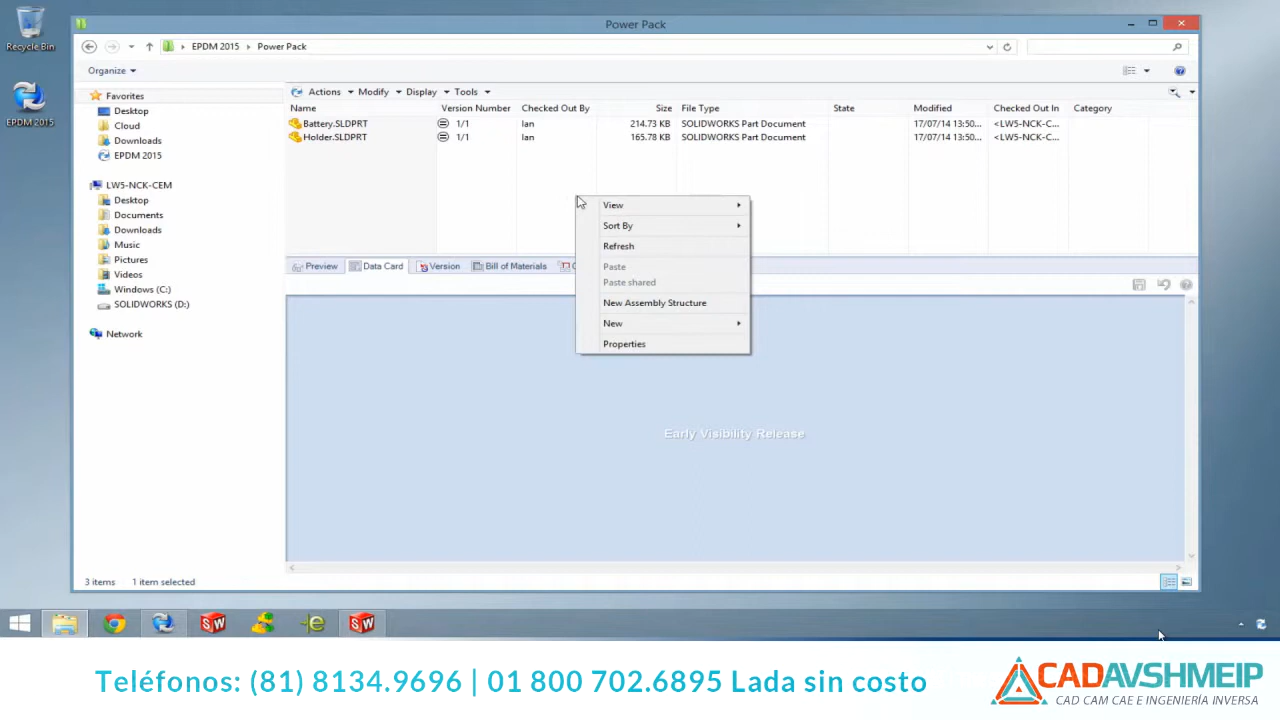 Power Pack
Recycle Bin
EPDM 2015 Power Pack
Organize
Favorites
Desktop
Cloud
Downloads
EPDM 2015
LW5-NCK-CEM
Desktop
Documents
Downloads
Music
Pictures
Videos
Windows (C:)
SOLIDWORKS (D:)
Network
EPDM 2015
Actions Modify Display Tools
Name Version Number Checked Out By Size File Type State Modified Checked Out In Category
Battery.SLDPRT 1/1 Ian 214.73 KB SOLIDWORKS Part Document 17/07/14 13:50... <LW5-NCK-C...
Holder.SLDPRT 1/1 Ian 165.78 KB SOLIDWORKS Part Document 17/07/14 13:50... <LW5-NCK-C...
View
Sort By
Refresh
Paste
Paste shared
New Assembly Structure
New
Properties
Preview Data Card Version Bill of Materials
Early Visibility Release
3 items 1 item selected
Teléfonos: (81) 8134.9696 | 01 800 702.6895 Lada sin costo
CADAVSHMEIP
CAD CAM CAE E INGENIERÍA INVERSA